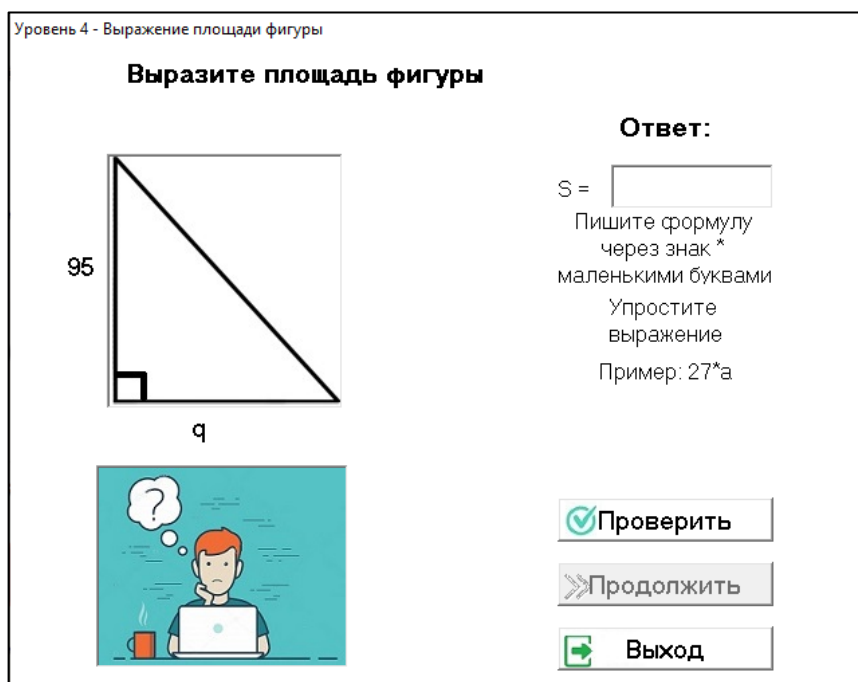 Уровень 4 - Выражение площади фигуры
Выразите площадь фигуры
Ответ:
S =
Пишите формулу
через знак *
маленькими буквами
Упростите
выражение
Пример: 27*a
95
q
?
Проверить
Продолжить
Выход